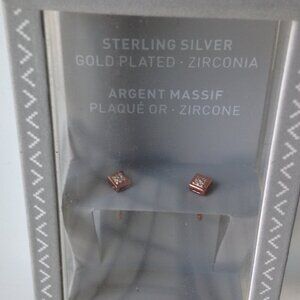 STERLING SILVER
GOLD PLATED · ZIRCONIA
ARGENT MASSIF
PLAQUÉ OR · ZIRCONE